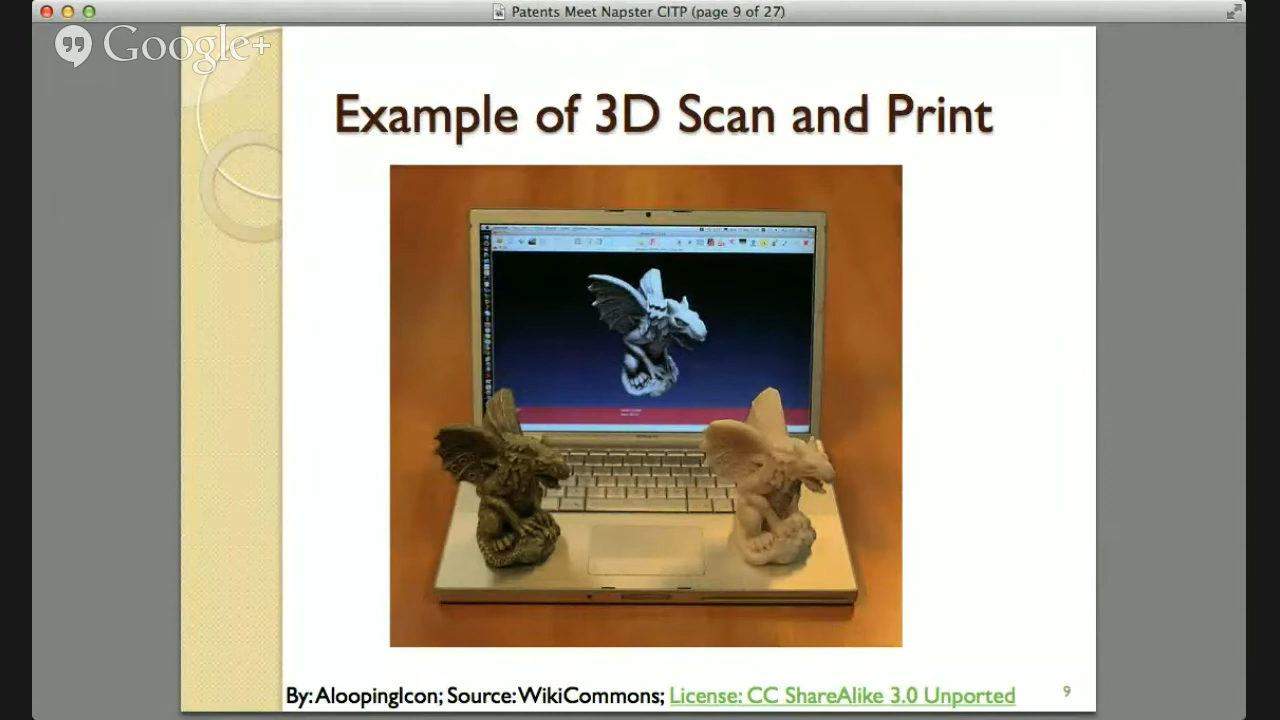 Patents Meet Napster CITP (page 9 of 27)
Google+
Example of 3D Scan and Print
By: AloopingIcon; Source: WikiCommons; License: CC ShareAlike 3.0 Unported
9